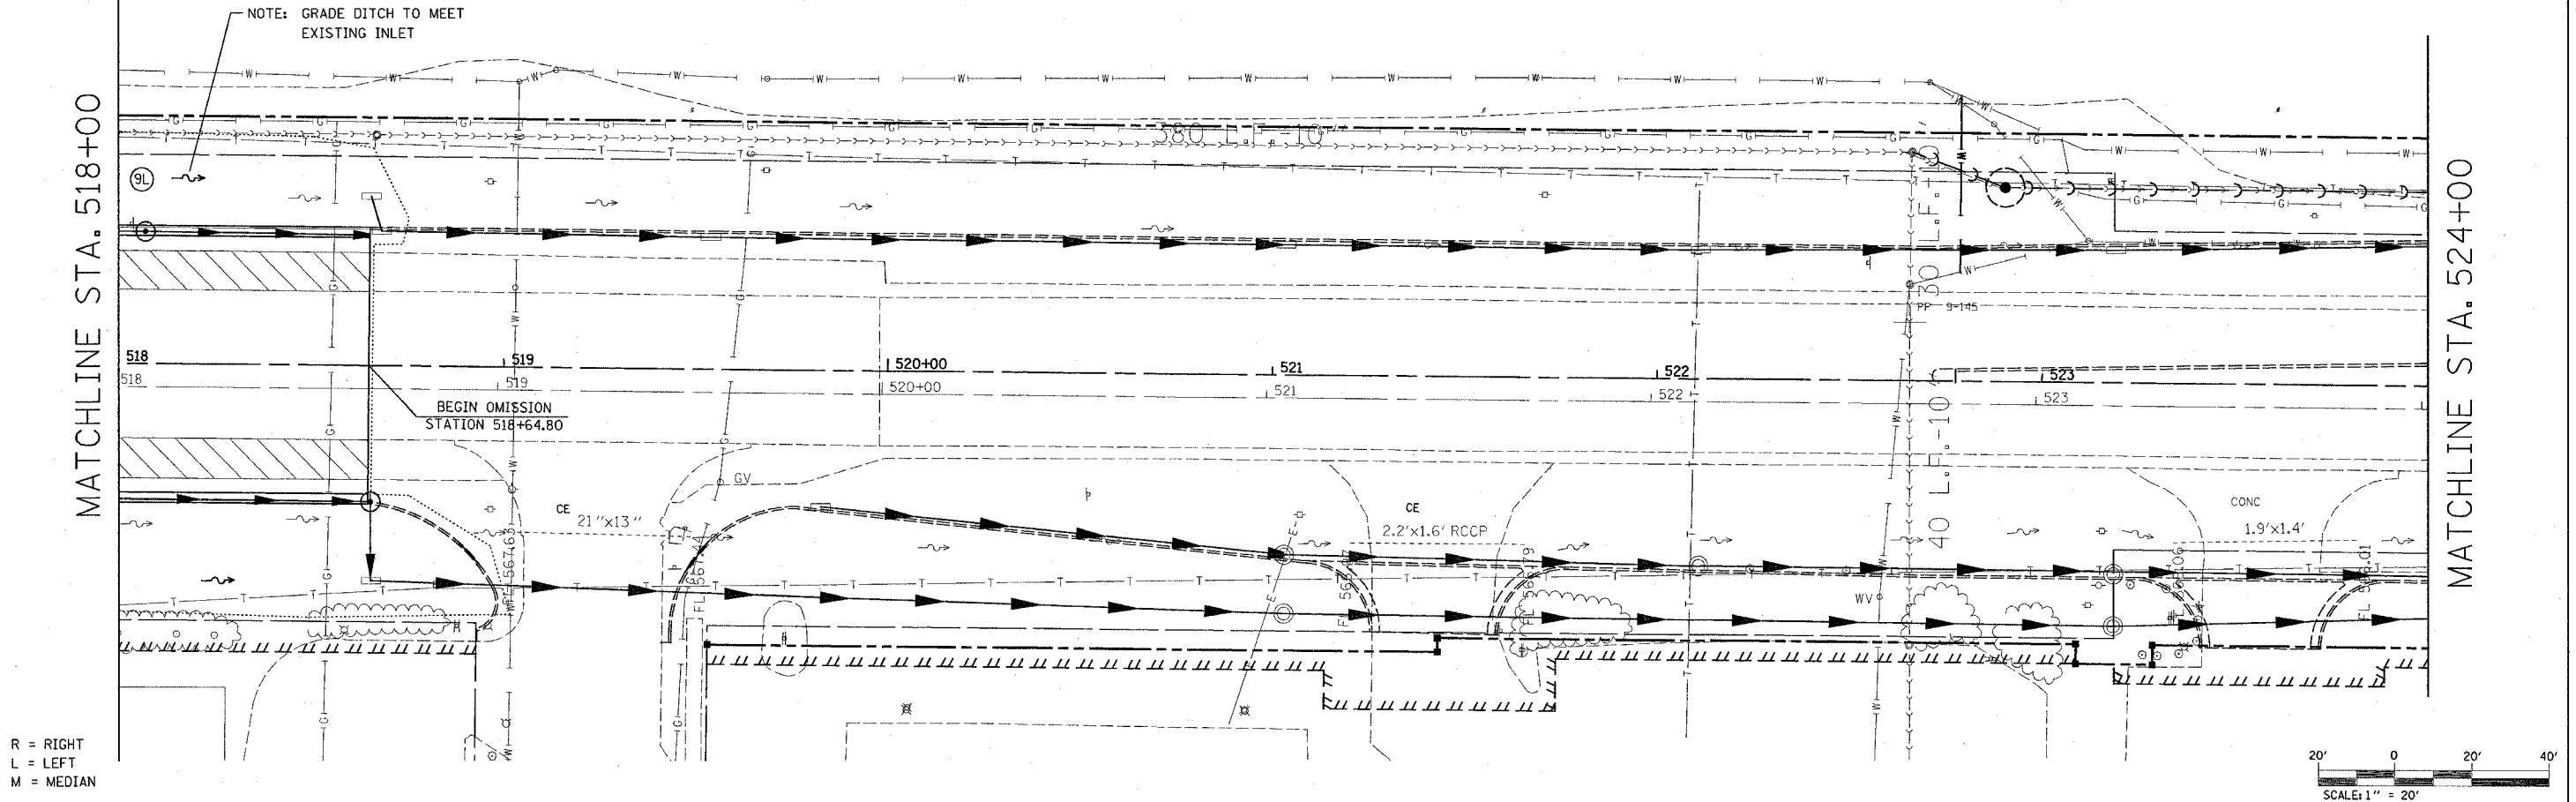 NOTE: GRADE DITCH TO MEET
EXISTING INLET
MATCHLINE STA. 518+00
MATCHLINE STA. 524+00
380 L.F.-10"
9L
30 L.F.-10"
PP 9-145
518
519
520+00
521
522
523
518
519
520+00
521
522
523
BEGIN OMISSION
STATION 518+64.80
40 L.F.-10"
GV
CE
21"x13"
CE
2.2'x1.6' RCCP
CONC
1.9'x1.4'
WV
R = RIGHT
L = LEFT
M = MEDIAN
20' 0 20' 40'
SCALE: 1" = 20'